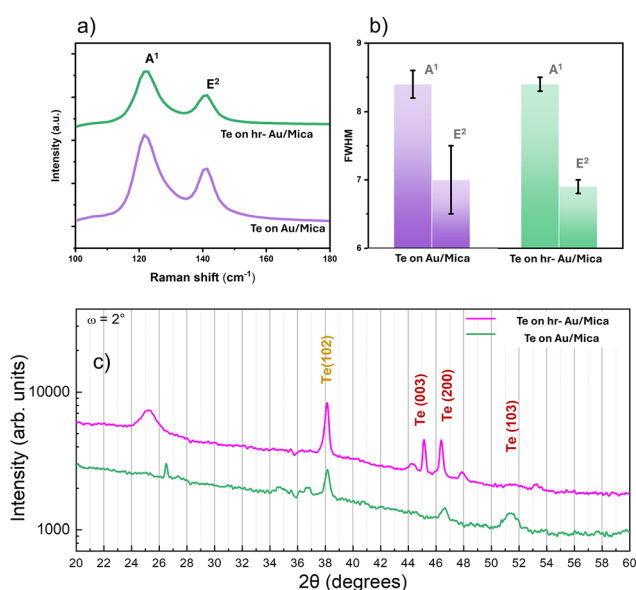 a)
A¹
E²
Te on hr- Au/Mica
Te on Au/Mica
Intensity (a.u.)
100 120 140 160 180
Raman shift (cm⁻¹)
b)
9
8
7
6
FWHM
A¹
E²
A¹
E²
Te on Au/Mica
Te on hr- Au/Mica
ω = 2°
c)
Te on hr- Au/Mica
Te on Au/Mica
Te(102)
Te (003)
Te (200)
Te (103)
10000
1000
Intensity (arb. units)
20 22 24 26 28 30 32 34 36 38 40 42 44 46 48 50 52 54 56 58 60
2θ (degrees)